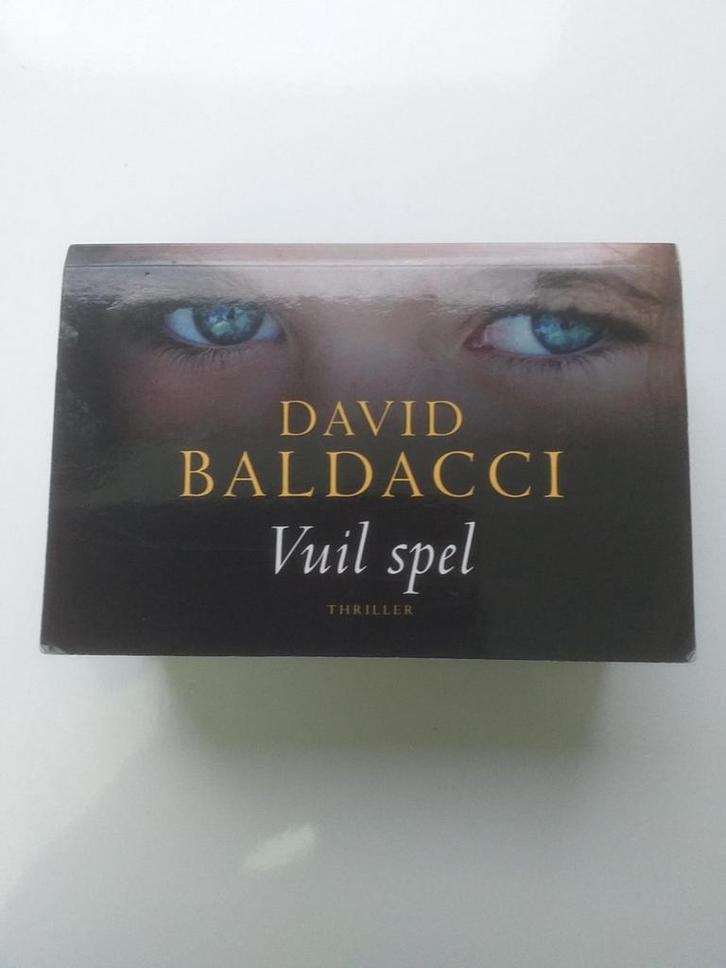 DAVID
BALDACCI
Vuil spel
THRILLER